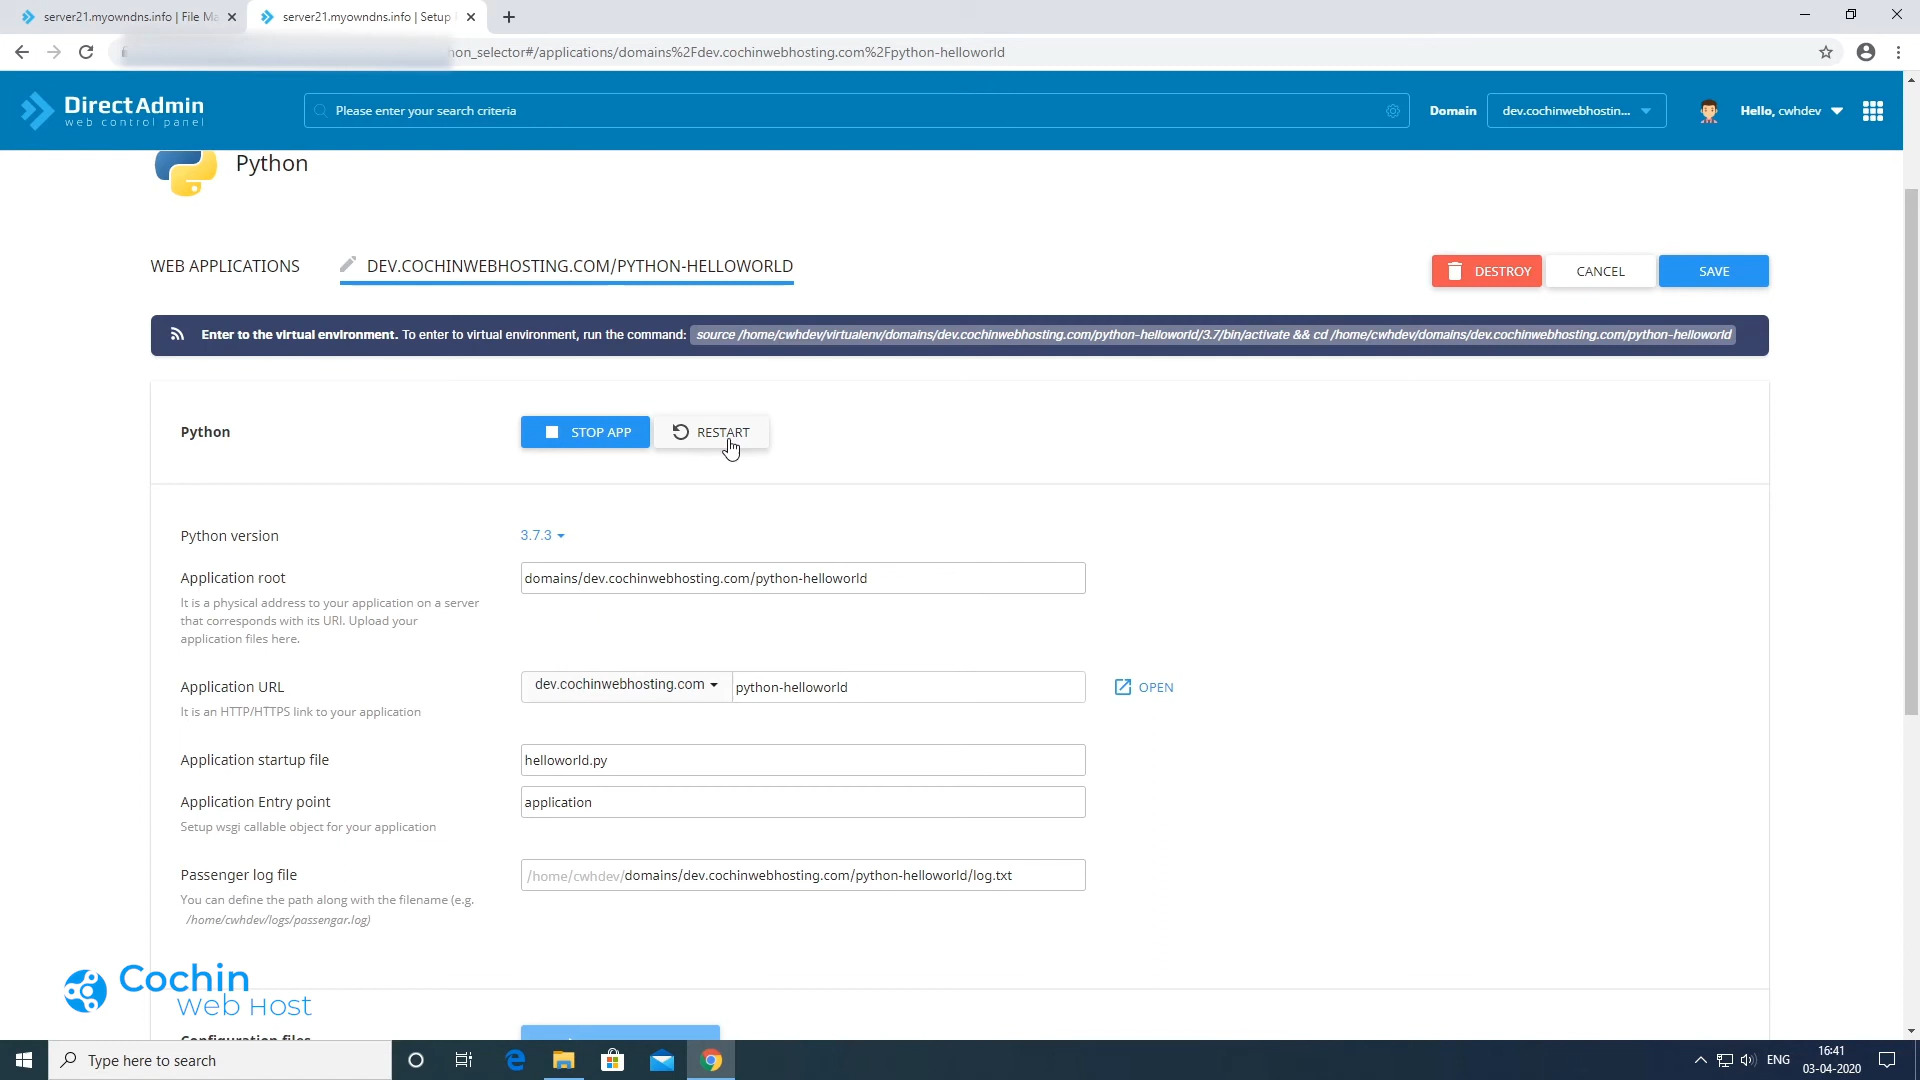 server21.myowndns.info | File Ma
server21.myowndns.info | Setup
on_selector#/applications/domains%2Fdev.cochinwebhosting.com%2Fpython-helloworld
DirectAdmin
web control panel
Please enter your search criteria
Domain
dev.cochinwebhostin...
Hello, cwhdev
Python
WEB APPLICATIONS
DEV.COCHINWEBHOSTING.COM/PYTHON-HELLOWORLD
DESTROY
CANCEL
SAVE
Enter to the virtual environment. To enter to virtual environment, run the command: source /home/cwhdev/virtualenv/domains/dev.cochinwebhosting.com/python-helloworld/3.7/bin/activate && cd /home/cwhdev/domains/dev.cochinwebhosting.com/python-helloworld
Python
STOP APP
RESTART
Python version
3.7.3
Application root
domains/dev.cochinwebhosting.com/python-helloworld
It is a physical address to your application on a server
that corresponds with its URI. Upload your
application files here.
Application URL
dev.cochinwebhosting.com
python-helloworld
OPEN
It is an HTTP/HTTPS link to your application
Application startup file
helloworld.py
Application Entry point
application
Setup wsgi callable object for your application
Passenger log file
/home/cwhdev/domains/dev.cochinwebhosting.com/python-helloworld/log.txt
You can define the path along with the filename (e.g.
/home/cwhdev/logs/passengar.log)
Cochin
Web Host
Configuration files
Type here to search
ENG
16:41
03-04-2020